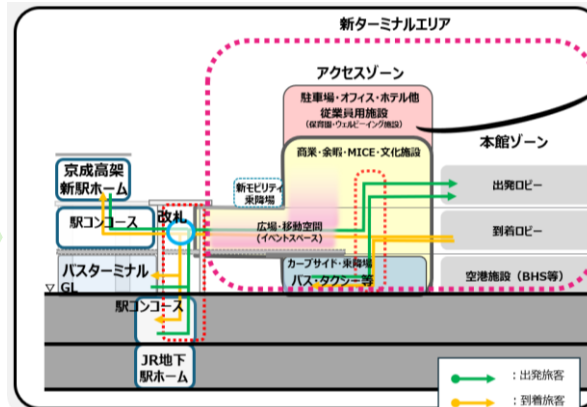 新ターミナルエリア
アクセスゾーン
駐車場・オフィス・ホテル他
従業員用施設
（保育園・ウェルビーイング施設）
本館ゾーン
商業・余暇・MICE・文化施設
京成高架
新駅ホーム
新モビリティ
乗降場
出発ロビー
駅コンコース
改札
広場・移動空間
（イベントスペース）
到着ロビー
バスターミナル
カーブサイド・乗降場
バス・タクシー等
空港施設（BHS等）
GL
駅コンコース
JR地下
駅ホーム
：出発旅客
：到着旅客